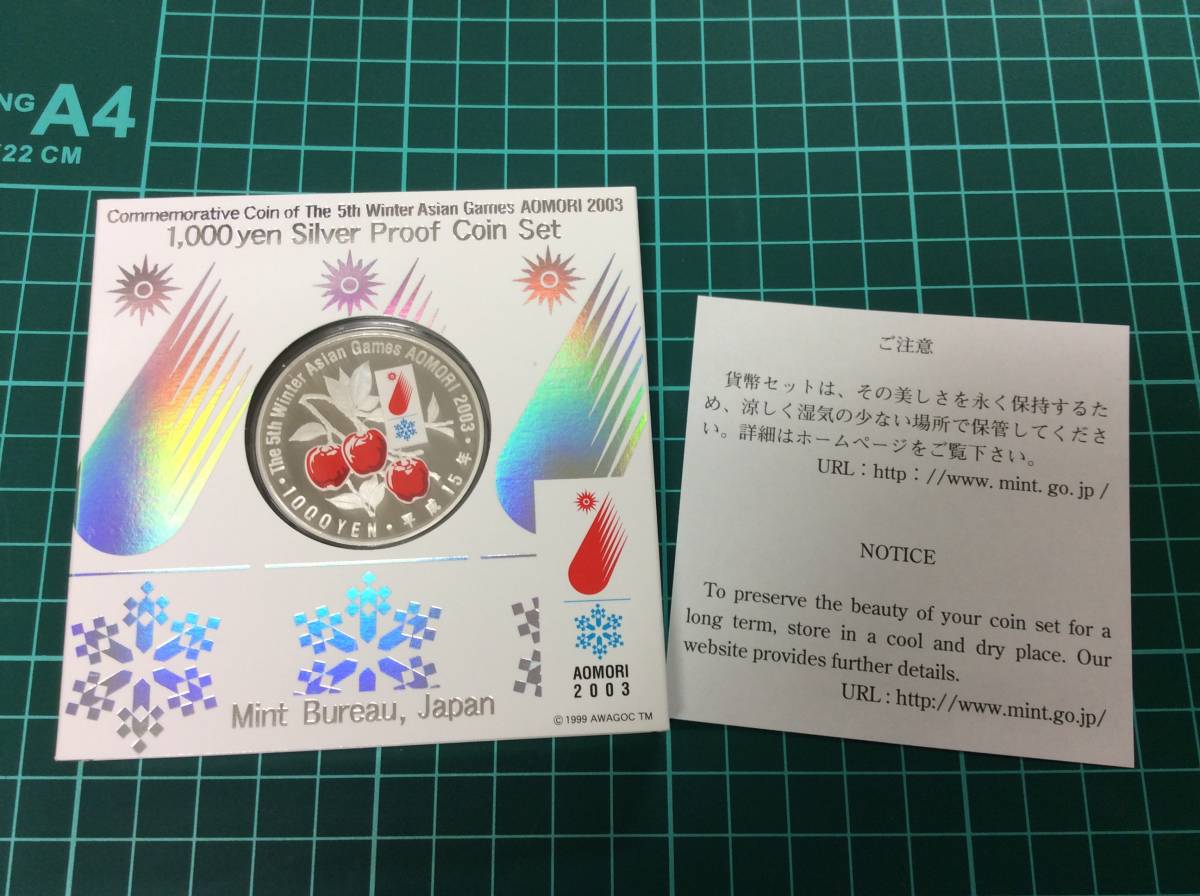 NG A4
22 CM
Commemorative Coin of The 5th Winter Asian Games AOMORI 2003
1,000 yen Silver Proof Coin Set
・The 5th Winter Asian Games AOMORI 2003・
1000YEN・平成15年
AOMORI
2003
Mint Bureau, Japan
© 1999 AWAGOC TM
ご注意
貨幣セットは、その美しさを永く保持するた
め、涼しく湿気の少ない場所で保管してくださ
い。詳細はホームページをご覧下さい。
URL：http：//www.mint.go.jp/
NOTICE
To preserve the beauty of your coin set for a
long term, store in a cool and dry place. Our
website provides further details.
URL : http://www.mint.go.jp/